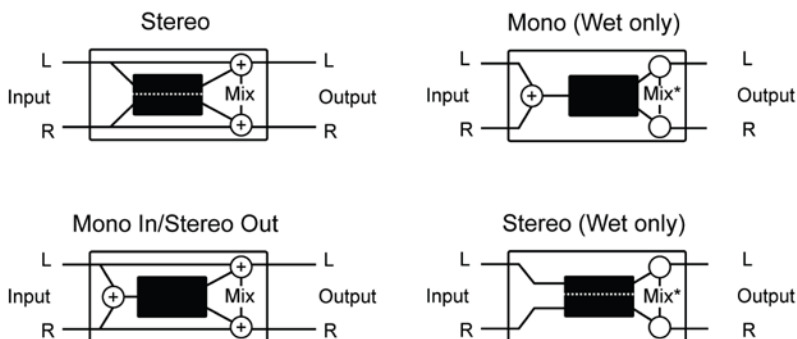 Stereo
L L
Input Mix Output
R R
Mono (Wet only)
L L
Input + Mix* Output
R R
Mono In/Stereo Out
L L
Input + Mix Output
R R
Stereo (Wet only)
L L
Input Mix* Output
R R